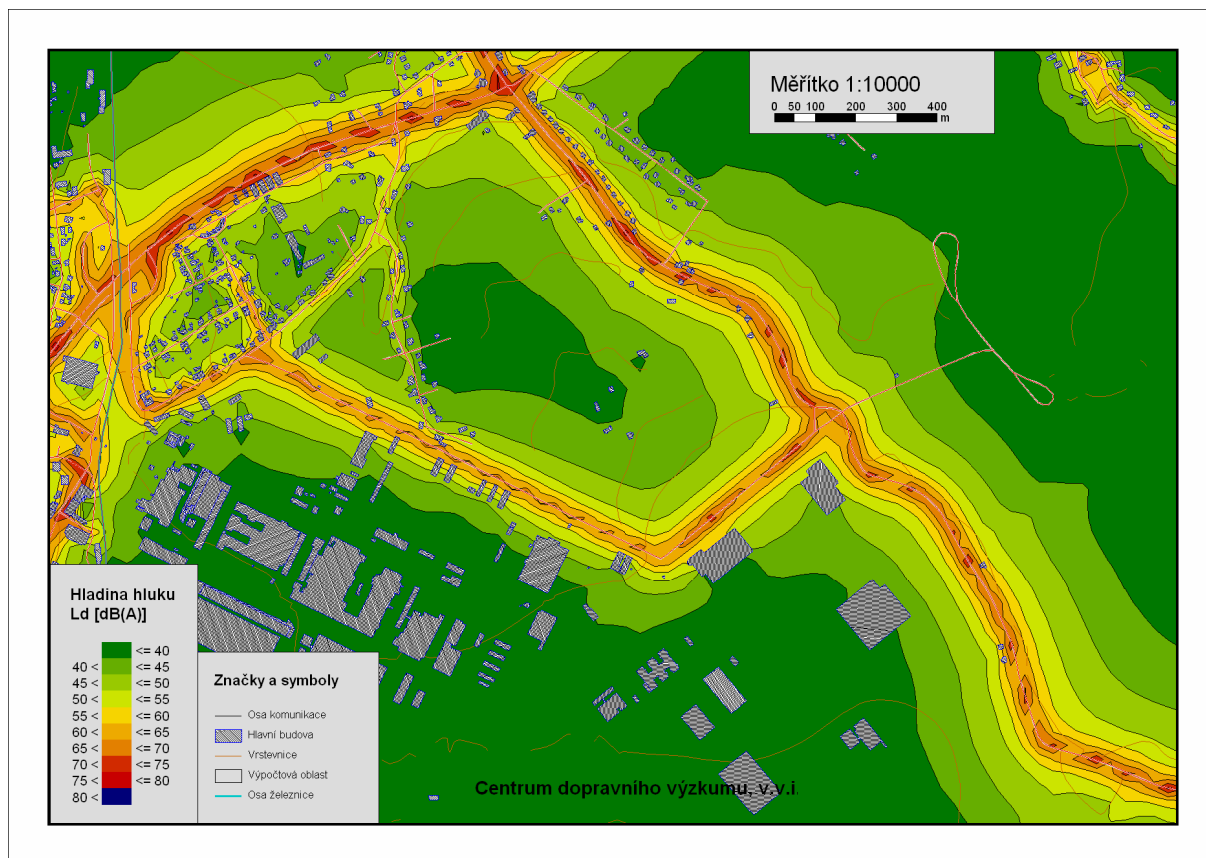 Měřítko 1:10000
0 50 100 200 300 400
m
Hladina hluku
Ld [dB(A)]
<= 40
40 < <= 45
45 < <= 50
50 < <= 55
55 < <= 60
60 < <= 65
65 < <= 70
70 < <= 75
75 < <= 80
80 <
Značky a symboly
Osa komunikace
Hlavní budova
Vrstevnice
Výpočtová oblast
Osa železnice
Centrum dopravního výzkumu, v.v.i